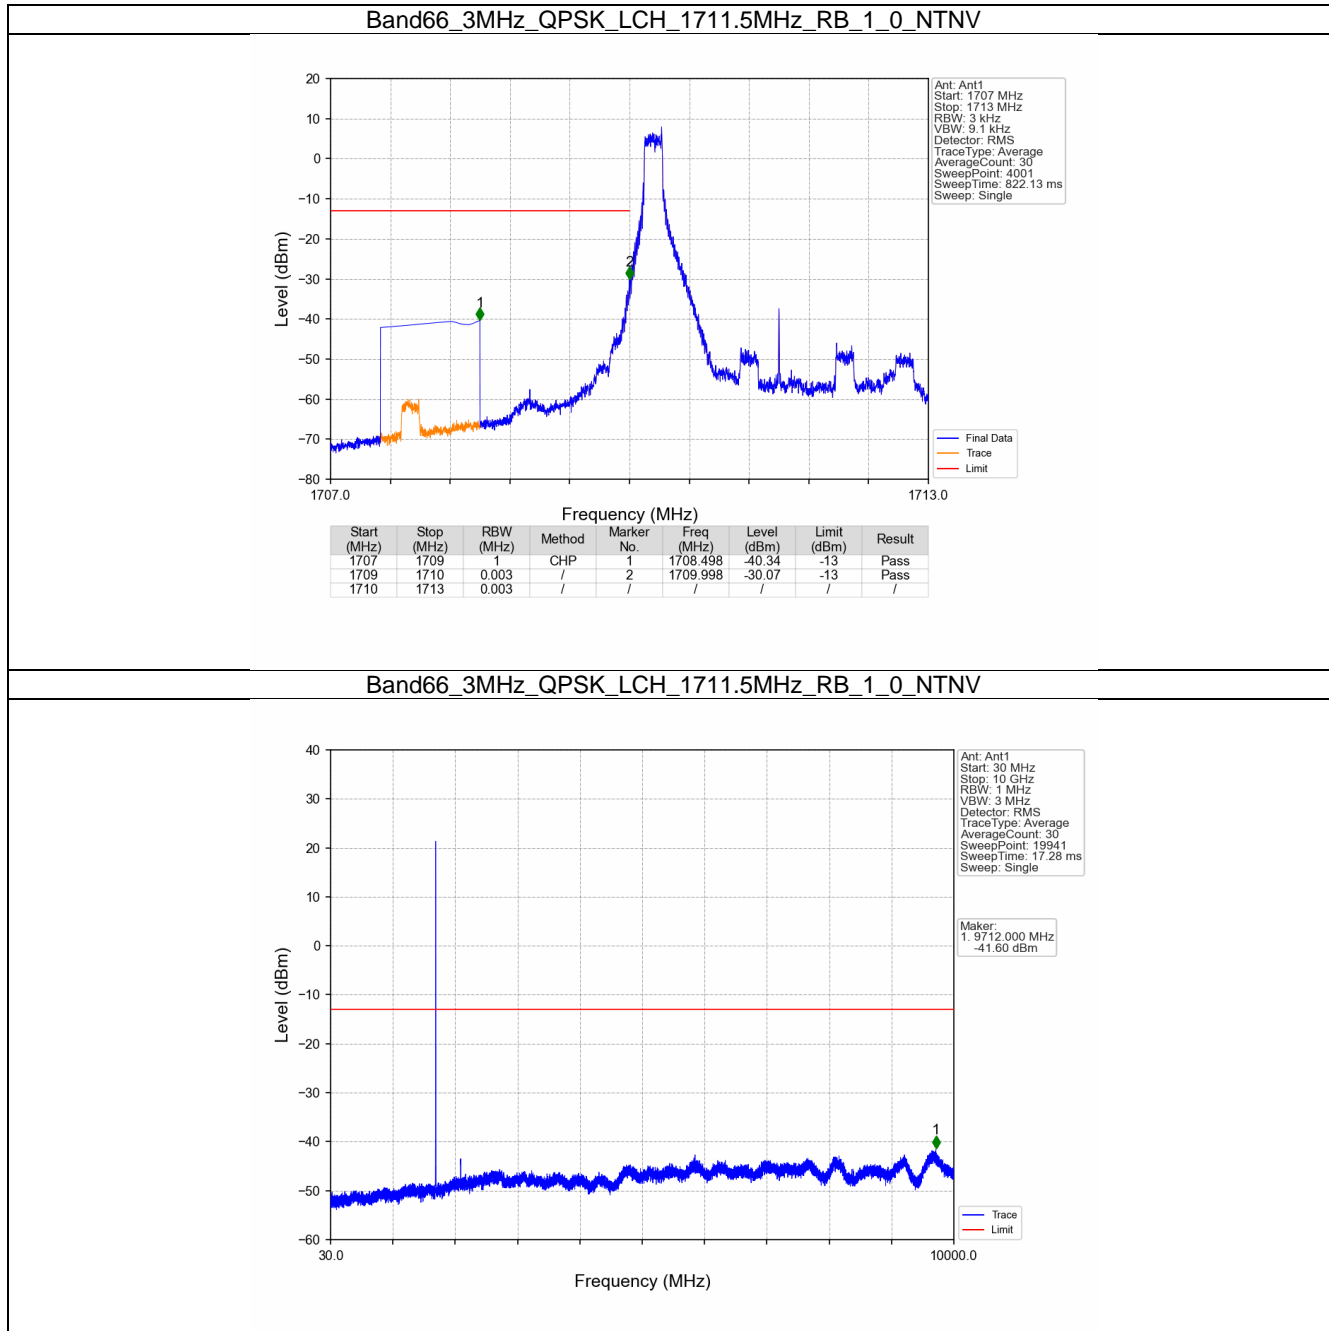 Band66_3MHz_QPSK_LCH_1711.5MHz_RB_1_0_NTNV
20
10
0
−10
−20
−30
−40
−50
−60
−70
−80
Level (dBm)
1
2
1707.0
1713.0
Frequency (MHz)
Ant: Ant1
Start: 1707 MHz
Stop: 1713 MHz
RBW: 3 kHz
VBW: 9.1 kHz
Detector: RMS
TraceType: Average
AverageCount: 30
SweepPoint: 4001
SweepTime: 822.13 ms
Sweep: Single
Final Data
Trace
Limit
Start (MHz) Stop (MHz) RBW (MHz) Method Marker No. Freq (MHz) Level (dBm) Limit (dBm) Result
1707 1709 1 CHP 1 1708.498 -40.34 -13 Pass
1709 1710 0.003 / 2 1709.998 -30.07 -13 Pass
1710 1713 0.003 / / / / / /
Band66_3MHz_QPSK_LCH_1711.5MHz_RB_1_0_NTNV
40
30
20
10
0
−10
−20
−30
−40
−50
−60
Level (dBm)
1
30.0
10000.0
Frequency (MHz)
Ant: Ant1
Start: 30 MHz
Stop: 10 GHz
RBW: 1 MHz
VBW: 3 MHz
Detector: RMS
TraceType: Average
AverageCount: 30
SweepPoint: 19941
SweepTime: 17.28 ms
Sweep: Single
Maker:
1. 9712.000 MHz
-41.60 dBm
Trace
Limit